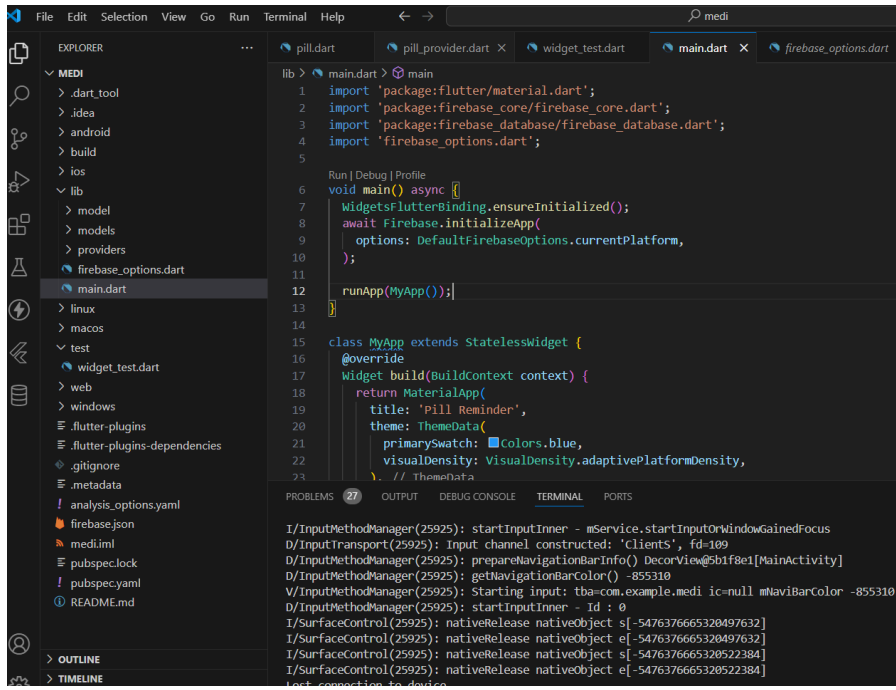 File Edit Selection View Go Run Terminal Help
medi
EXPLORER
MEDI
.dart_tool
.idea
android
build
ios
lib
model
models
providers
firebase_options.dart
main.dart
linux
macos
test
widget_test.dart
web
windows
.flutter-plugins
.flutter-plugins-dependencies
.gitignore
.metadata
analysis_options.yaml
firebase.json
medi.iml
pubspec.lock
pubspec.yaml
README.md
OUTLINE
TIMELINE
pill.dart pill_provider.dart widget_test.dart main.dart firebase_options.dart
lib > main.dart > main
1 import 'package:flutter/material.dart';
2 import 'package:firebase_core/firebase_core.dart';
3 import 'package:firebase_database/firebase_database.dart';
4 import 'firebase_options.dart';
5
Run | Debug | Profile
6 void main() async {
7 WidgetsFlutterBinding.ensureInitialized();
8 await Firebase.initializeApp(
9 options: DefaultFirebaseOptions.currentPlatform,
10 );
11
12 runApp(MyApp());
13 }
14
15 class MyApp extends StatelessWidget {
16 @override
17 Widget build(BuildContext context) {
18 return MaterialApp(
19 title: 'Pill Reminder',
20 theme: ThemeData(
21 primarySwatch: Colors.blue,
22 visualDensity: VisualDensity.adaptivePlatformDensity,
23 ), // ThemeData
PROBLEMS 27 OUTPUT DEBUG CONSOLE TERMINAL PORTS
I/InputMethodManager(25925): startInputInner - mService.startInputOrWindowGainedFocus
D/InputTransport(25925): Input channel constructed: 'ClientS', fd=109
D/InputMethodManager(25925): prepareNavigationBarInfo() DecorView@5b1f8e1[MainActivity]
D/InputMethodManager(25925): getNavigationBarColor() -855310
V/InputMethodManager(25925): Starting input: tba=com.example.medi ic=null mNaviBarColor -855310
D/InputMethodManager(25925): startInputInner - Id : 0
I/SurfaceControl(25925): nativeRelease nativeObject s[-5476376665320497632]
I/SurfaceControl(25925): nativeRelease nativeObject e[-5476376665320497632]
I/SurfaceControl(25925): nativeRelease nativeObject s[-5476376665320522384]
I/SurfaceControl(25925): nativeRelease nativeObject e[-5476376665320522384]
Lost connection to device